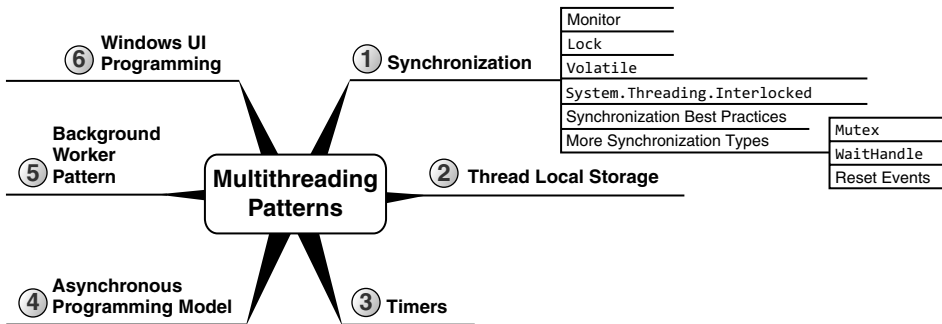 Multithreading
Patterns
1 Synchronization
Monitor
Lock
Volatile
System.Threading.Interlocked
Synchronization Best Practices
More Synchronization Types
Mutex
WaitHandle
Reset Events
2 Thread Local Storage
3 Timers
4 Asynchronous
Programming Model
5 Background
Worker
Pattern
6 Windows UI
Programming